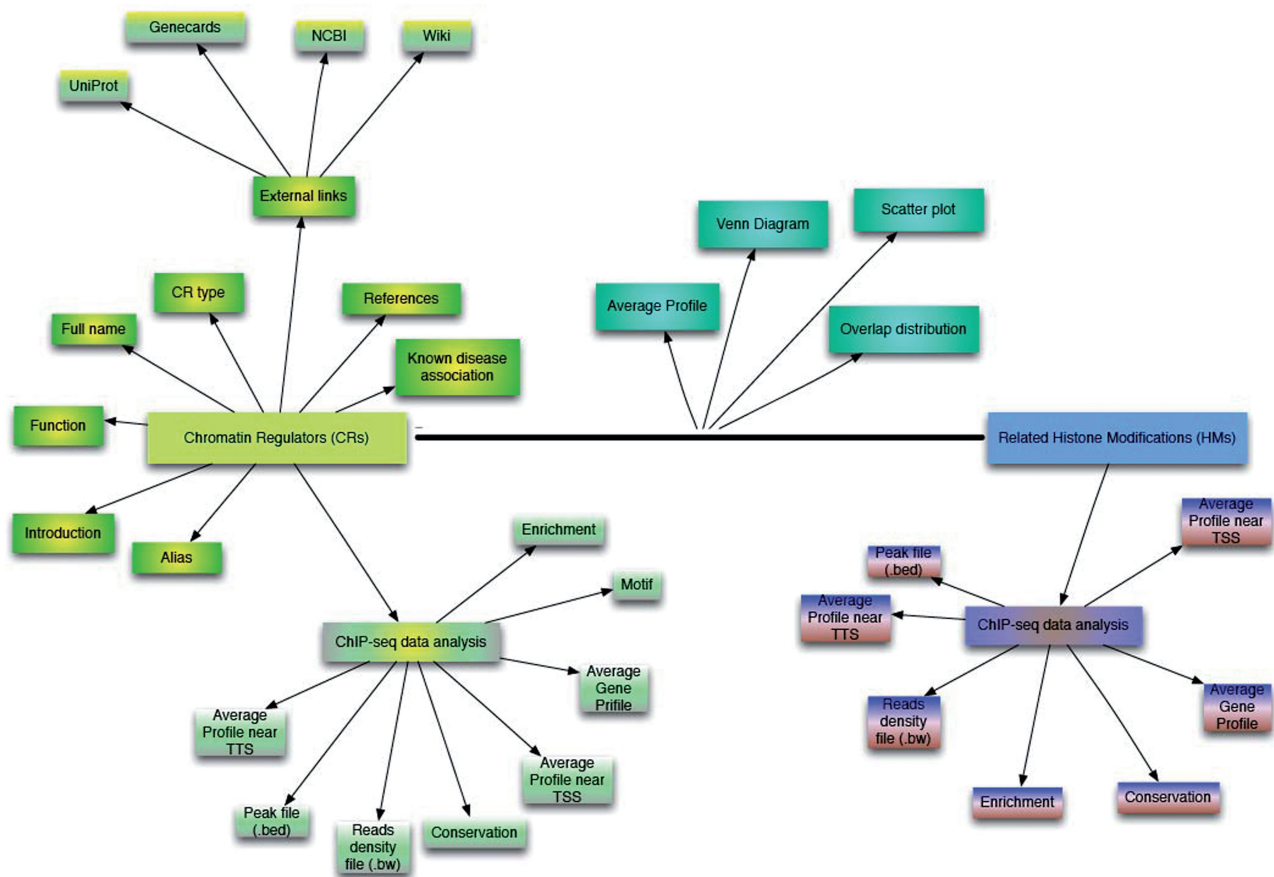 Genecards
NCBI
Wiki
UniProt
External links
Venn Diagram
Scatter plot
CR type
References
Average Profile
Full name
Overlap distribution
Known disease
association
Function
Chromatin Regulators (CRs)
Related Histone Modifications (HMs)
Introduction
Alias
Enrichment
Motif
ChIP-seq data analysis
Average
Gene
Prifile
Average
Profile near
TTS
Average
Profile near
TSS
Peak file
(.bed)
Reads
density
file (.bw)
Conservation
Average
Profile near
TSS
Peak file
(.bed)
Average
Profile near
TTS
ChIP-seq data analysis
Reads
density
file (.bw)
Average
Gene
Profile
Enrichment
Conservation